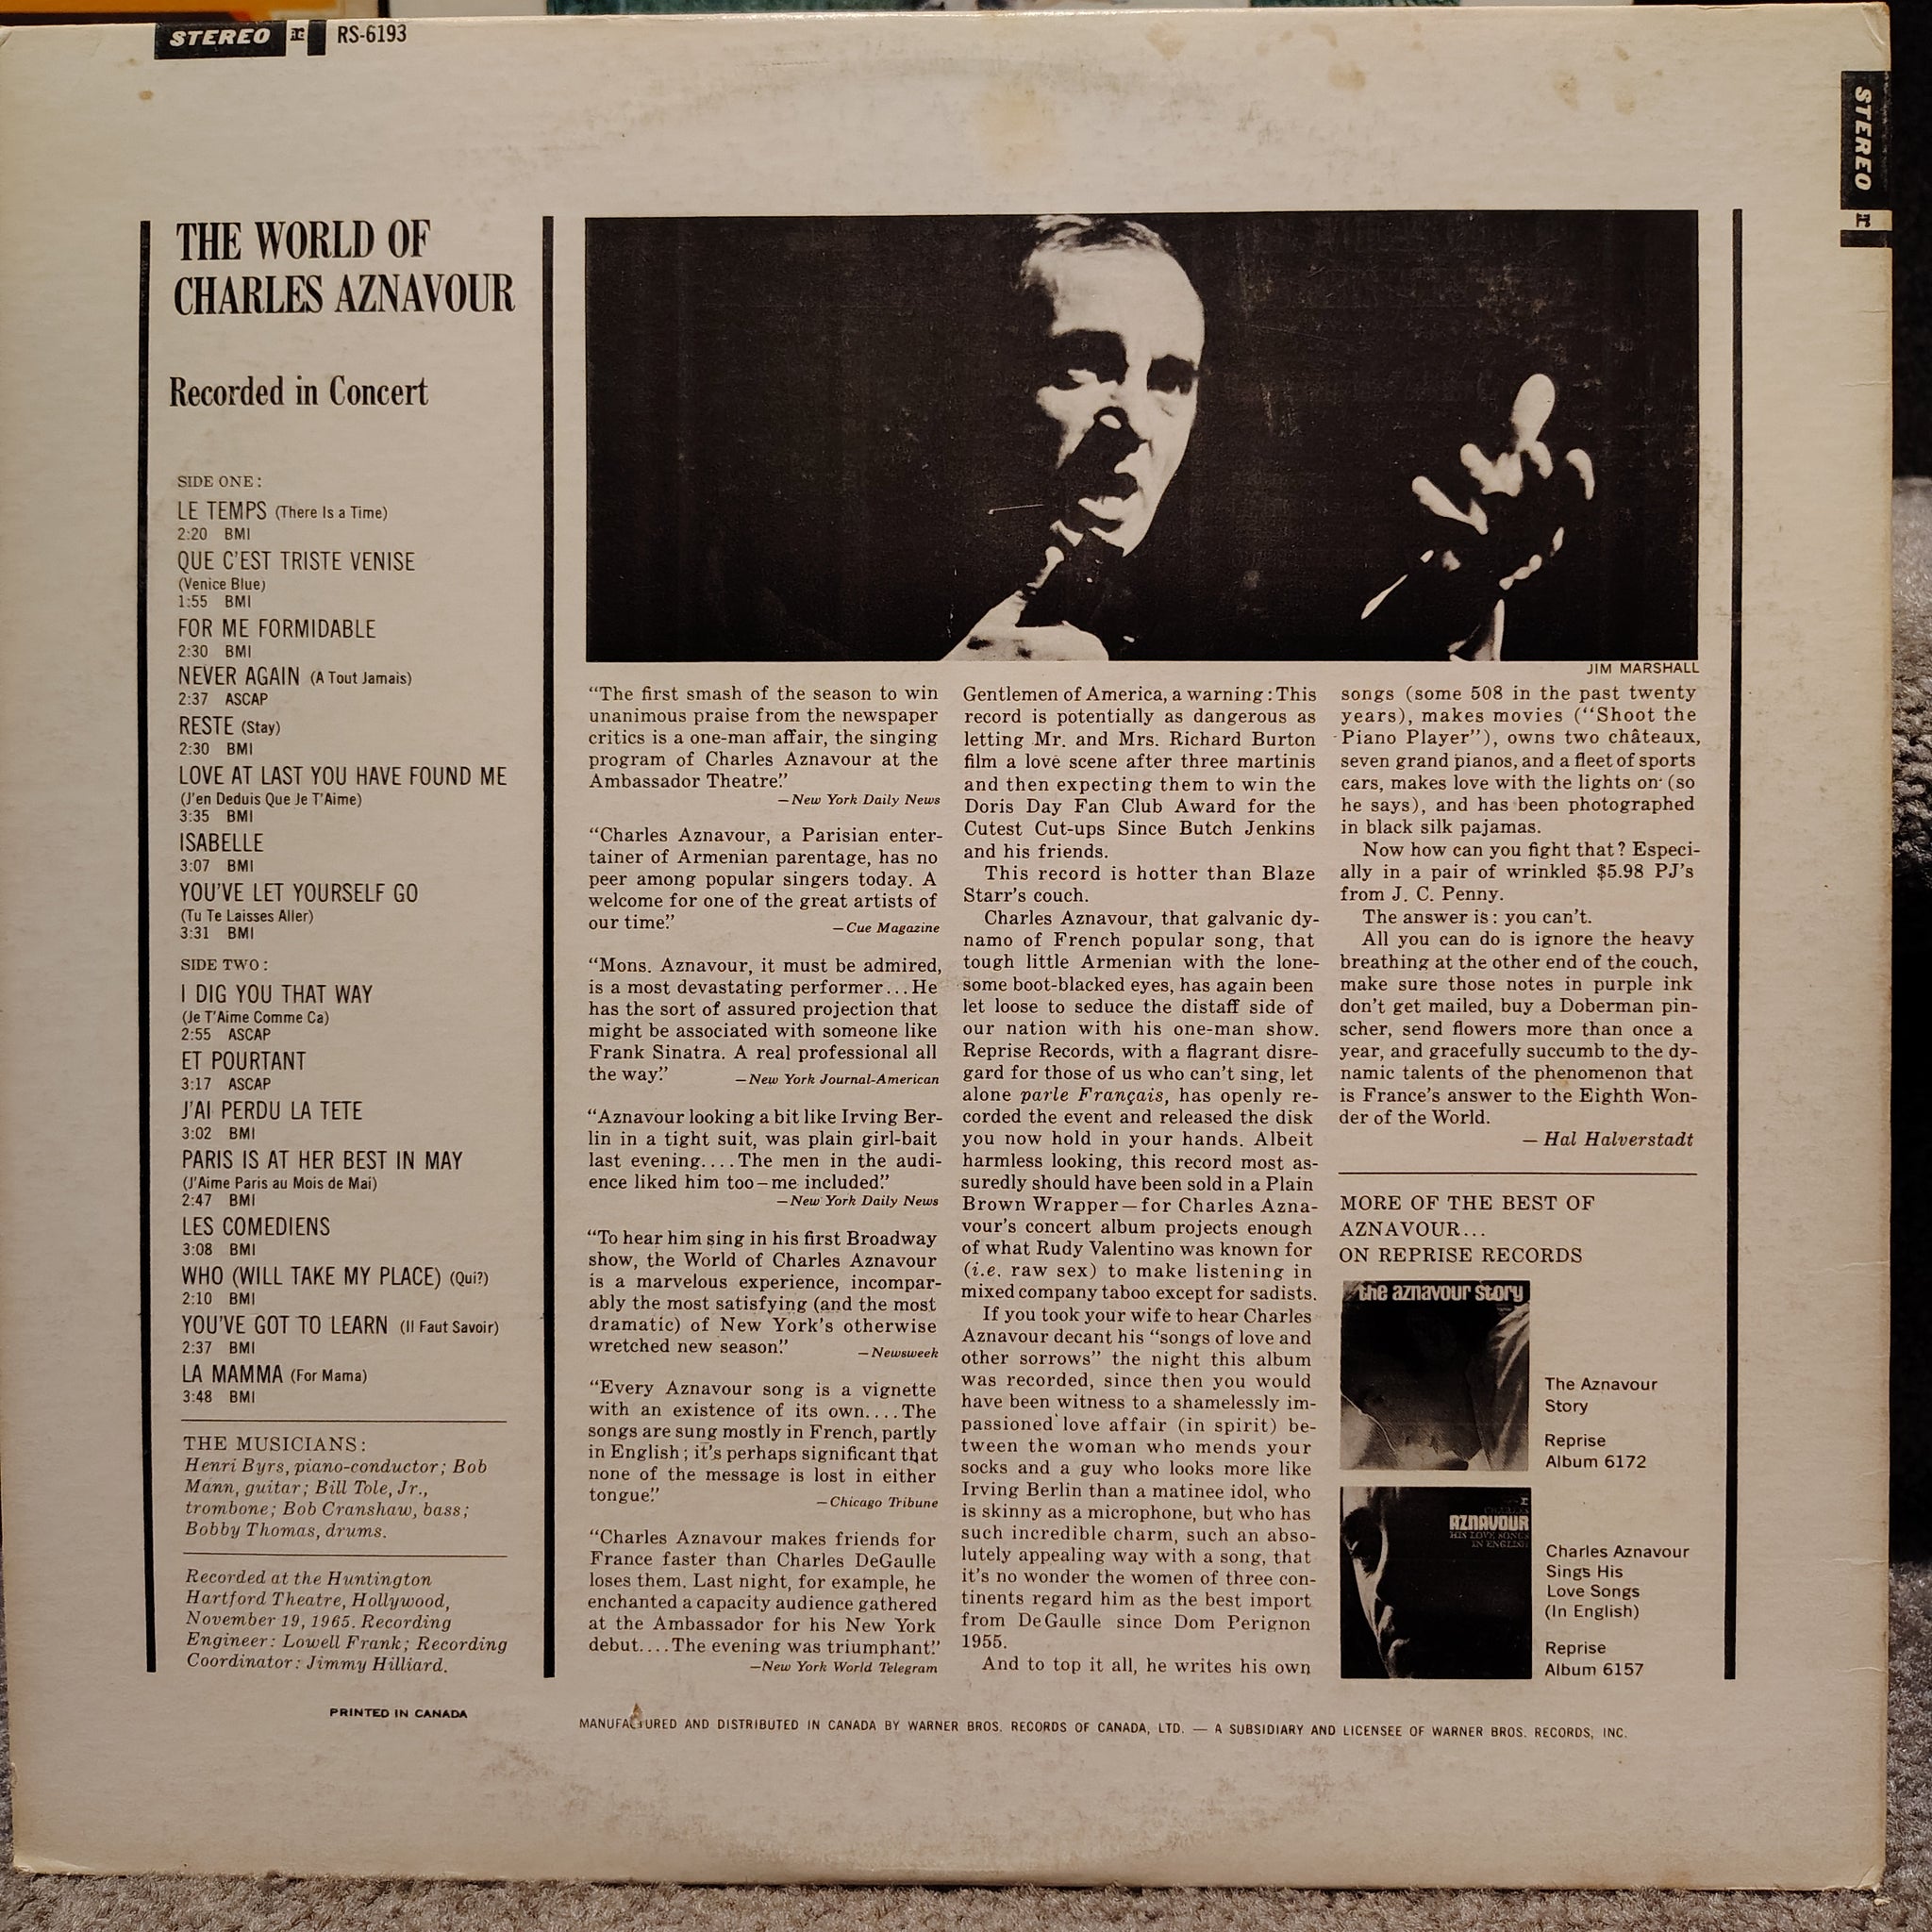 STEREO r: RS-6193
STEREO r:
THE WORLD OF
CHARLES AZNAVOUR
Recorded in Concert
SIDE ONE:
LE TEMPS (There Is a Time)
2:20 BMI
QUE C'EST TRISTE VENISE
(Venice Blue)
1:55 BMI
FOR ME FORMIDABLE
2:30 BMI
NEVER AGAIN (A Tout Jamais)
2:37 ASCAP
RESTE (Stay)
2:30 BMI
LOVE AT LAST YOU HAVE FOUND ME
(J'en Deduis Que Je T'Aime)
3:35 BMI
ISABELLE
3:07 BMI
YOU'VE LET YOURSELF GO
(Tu Te Laisses Aller)
3:31 BMI
SIDE TWO:
I DIG YOU THAT WAY
(Je T'Aime Comme Ca)
2:55 ASCAP
ET POURTANT
3:17 ASCAP
J'AI PERDU LA TETE
3:02 BMI
PARIS IS AT HER BEST IN MAY
(J'Aime Paris au Mois de Mai)
2:47 BMI
LES COMEDIENS
3:08 BMI
WHO (WILL TAKE MY PLACE) (Qui?)
2:10 BMI
YOU'VE GOT TO LEARN (Il Faut Savoir)
2:37 BMI
LA MAMMA (For Mama)
3:48 BMI
THE MUSICIANS:
Henri Byrs, piano-conductor; Bob
Mann, guitar; Bill Tole, Jr.,
trombone; Bob Cranshaw, bass;
Bobby Thomas, drums.
Recorded at the Huntington
Hartford Theatre, Hollywood,
November 19, 1965. Recording
Engineer: Lowell Frank; Recording
Coordinator: Jimmy Hilliard.
JIM MARSHALL
"The first smash of the season to win
unanimous praise from the newspaper
critics is a one-man affair, the singing
program of Charles Aznavour at the
Ambassador Theatre."
—New York Daily News
"Charles Aznavour, a Parisian enter-
tainer of Armenian parentage, has no
peer among popular singers today. A
welcome for one of the great artists of
our time." —Cue Magazine
"Mons. Aznavour, it must be admired,
is a most devastating performer...He
has the sort of assured projection that
might be associated with someone like
Frank Sinatra. A real professional all
the way." —New York Journal-American
"Aznavour looking a bit like Irving Ber-
lin in a tight suit, was plain girl-bait
last evening....The men in the audi-
ence liked him too—me included."
—New York Daily News
"To hear him sing in his first Broadway
show, the World of Charles Aznavour
is a marvelous experience, incompar-
ably the most satisfying (and the most
dramatic) of New York's otherwise
wretched new season." —Newsweek
"Every Aznavour song is a vignette
with an existence of its own....The
songs are sung mostly in French, partly
in English; it's perhaps significant that
none of the message is lost in either
tongue." —Chicago Tribune
"Charles Aznavour makes friends for
France faster than Charles DeGaulle
loses them. Last night, for example, he
enchanted a capacity audience gathered
at the Ambassador for his New York
debut....The evening was triumphant."
—New York World Telegram
Gentlemen of America, a warning: This
record is potentially as dangerous as
letting Mr. and Mrs. Richard Burton
film a love scene after three martinis
and then expecting them to win the
Doris Day Fan Club Award for the
Cutest Cut-ups Since Butch Jenkins
and his friends.
This record is hotter than Blaze
Starr's couch.
Charles Aznavour, that galvanic dy-
namo of French popular song, that
tough little Armenian with the lone-
some boot-blacked eyes, has again been
let loose to seduce the distaff side of
our nation with his one-man show.
Reprise Records, with a flagrant disre-
gard for those of us who can't sing, let
alone parle Français, has openly re-
corded the event and released the disk
you now hold in your hands. Albeit
harmless looking, this record most as-
suredly should have been sold in a Plain
Brown Wrapper—for Charles Azna-
vour's concert album projects enough
of what Rudy Valentino was known for
(i.e. raw sex) to make listening in
mixed company taboo except for sadists.
If you took your wife to hear Charles
Aznavour decant his "songs of love and
other sorrows" the night this album
was recorded, since then you would
have been witness to a shamelessly im-
passioned love affair (in spirit) be-
tween the woman who mends your
socks and a guy who looks more like
Irving Berlin than a matinee idol, who
is skinny as a microphone, but who has
such incredible charm, such an abso-
lutely appealing way with a song, that
it's no wonder the women of three con-
tinents regard him as the best import
from DeGaulle since Dom Perignon
1955.
And to top it all, he writes his own
songs (some 508 in the past twenty
years), makes movies ("Shoot the
Piano Player"), owns two châteaux,
seven grand pianos, and a fleet of sports
cars, makes love with the lights on (so
he says), and has been photographed
in black silk pajamas.
Now how can you fight that? Especi-
ally in a pair of wrinkled $5.98 PJ's
from J. C. Penny.
The answer is: you can't.
All you can do is ignore the heavy
breathing at the other end of the couch,
make sure those notes in purple ink
don't get mailed, buy a Doberman pin-
scher, send flowers more than once a
year, and gracefully succumb to the dy-
namic talents of the phenomenon that
is France's answer to the Eighth Won-
der of the World.
— Hal Halverstadt
MORE OF THE BEST OF
AZNAVOUR...
ON REPRISE RECORDS
the aznavour story
The Aznavour
Story
Reprise
Album 6172
CHARLES
AZNAVOUR
HIS LOVE SONGS
IN ENGLISH
Charles Aznavour
Sings His
Love Songs
(In English)
Reprise
Album 6157
PRINTED IN CANADA
MANUFACTURED AND DISTRIBUTED IN CANADA BY WARNER BROS. RECORDS OF CANADA, LTD. — A SUBSIDIARY AND LICENSEE OF WARNER BROS. RECORDS, INC.